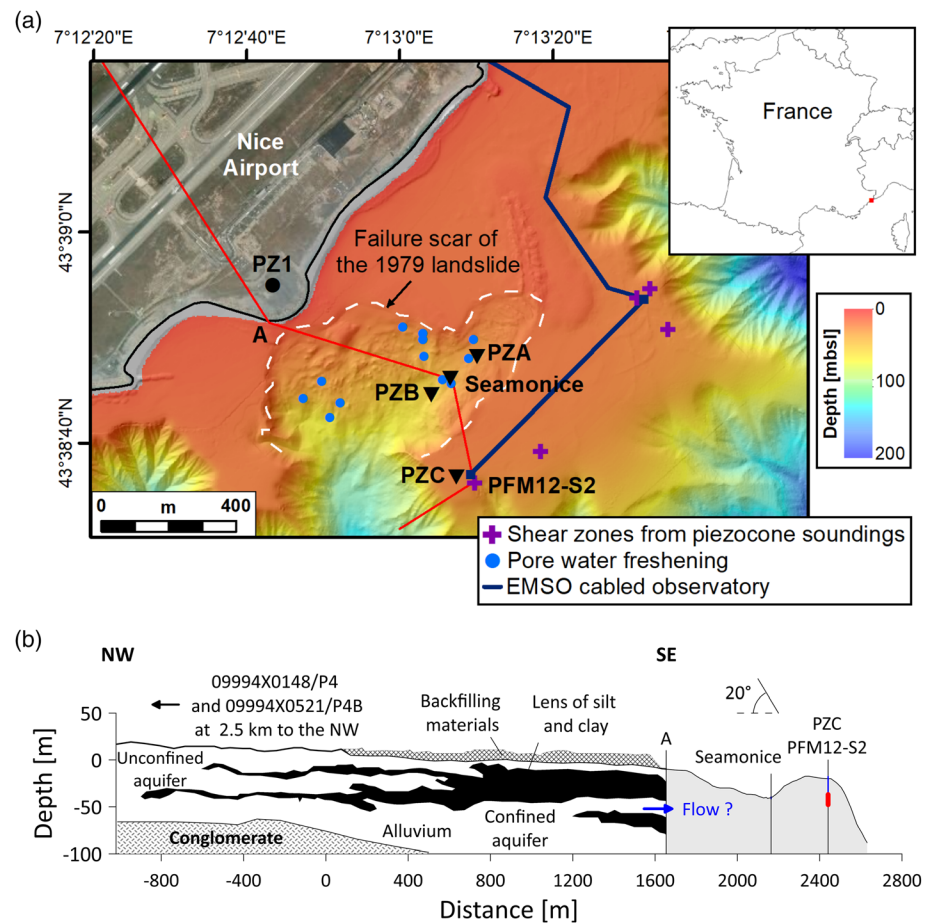 (a)
7°12'20"E 7°12'40"E 7°13'0"E 7°13'20"E
43°39'0"N
43°38'40"N
Nice
Airport
France
Failure scar of
the 1979 landslide
PZ1
A
PZA
Seamonice
PZB
PZC
PFM12-S2
0 m 400
Depth [mbsl]
0
200
Shear zones from piezocone soundings
Pore water freshening
EMSO cabled observatory
(b)
NW
SE
09994X0148/P4
and 09994X0521/P4B
at 2.5 km to the NW
Backfilling
materials
Lens of silt
and clay
20°
A
Seamonice
PZC
PFM12-S2
Unconfined
aquifer
Conglomerate
Alluvium
Confined
aquifer
Flow ?
Depth [m]
50
0
-50
-100
-800 -400 0 400 800 1200 1600 2000 2400 2800
Distance [m]